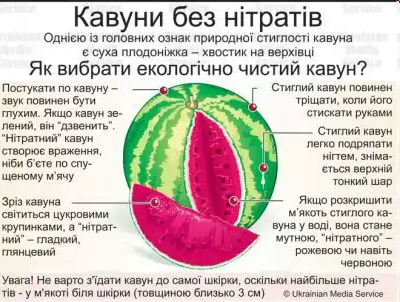 Кавуни без нітратів
Однією із головних ознак природної стиглості кавуна
є суха плодоніжка – хвостик на верхівці
Як вибрати екологічно чистий кавун?
Постукати по кавуну –
звук повинен бути
глухим. Якщо кавун зе-
лений, він "дзвенить".
"Нітратний" кавун
створює враження,
ніби б'єте по спу-
щеному м'ячу
Зріз кавуна
світиться цукровими
крупинками, а "нітрат-
ний" – гладкий,
глянцевий
Стиглий кавун повинен
тріщати, коли його
стискати руками
Стиглий кавун
легко подряпати
нігтем, зніма-
ється верхній
тонкий шар
Якщо розкришити
м'якоть стиглого ка-
вуна у воді, вона стане
мутною, "нітратного" –
рожевою чи навіть
червоною
Увага! Не варто з'їдати кавун до самої шкірки, оскільки найбільше нітра-
тів - у м'якоті біля шкірки (товщиною близько 3 см)
© Ukrainian Media Service